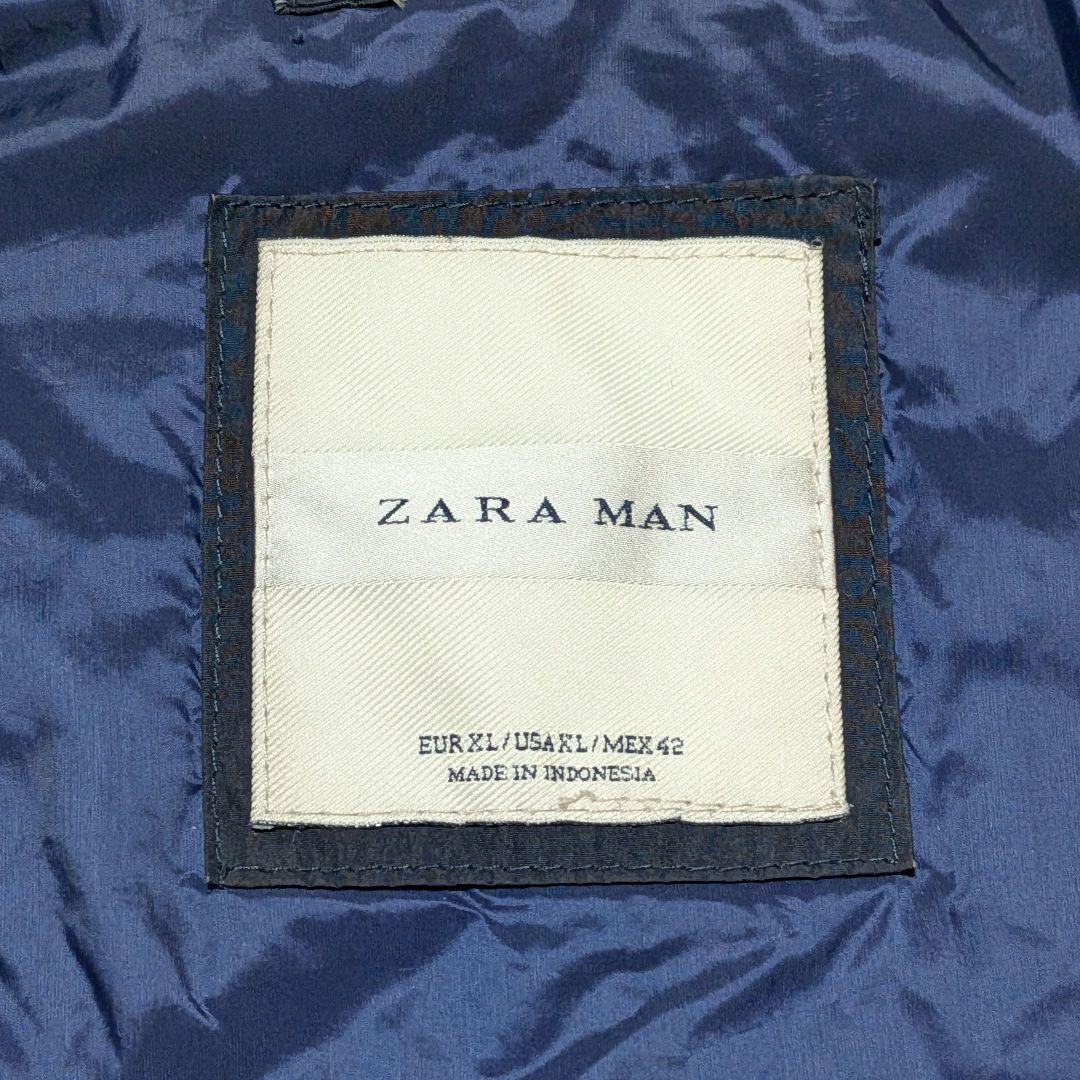 ZARA MAN
EUR XL / USA XL / MEX 42
MADE IN INDONESIA